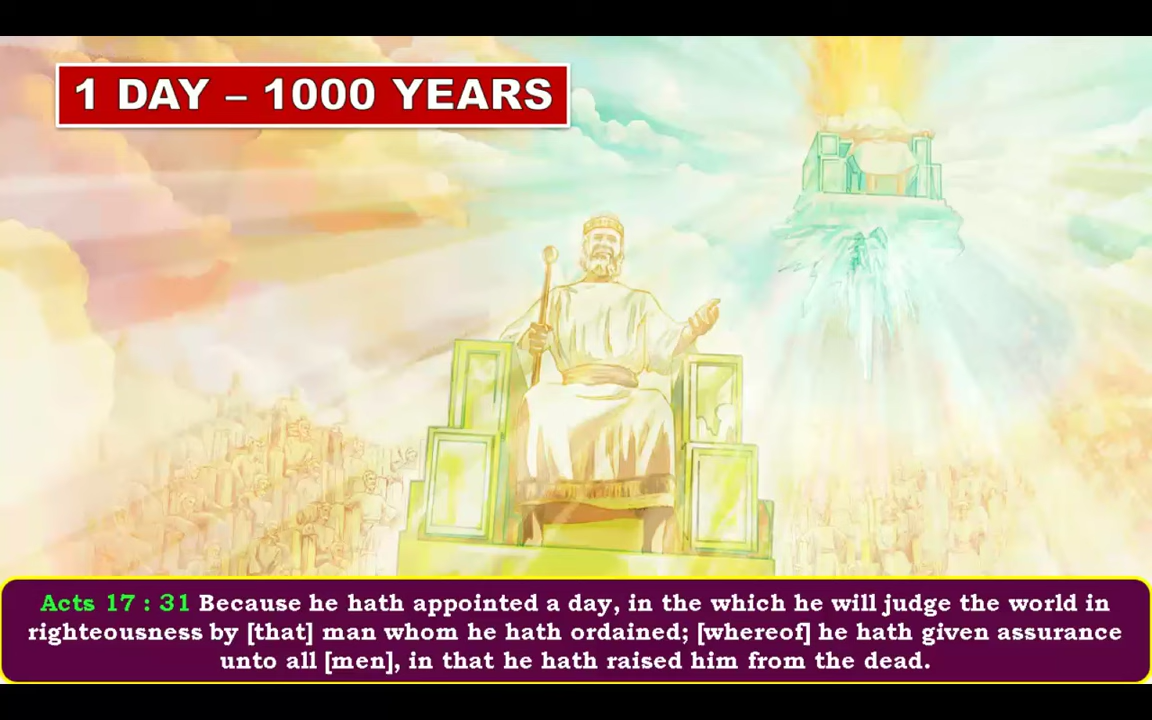 1 DAY – 1000 YEARS
Acts 17 : 31 Because he hath appointed a day, in the which he will judge the world in
righteousness by [that] man whom he hath ordained; [whereof] he hath given assurance
unto all [men], in that he hath raised him from the dead.